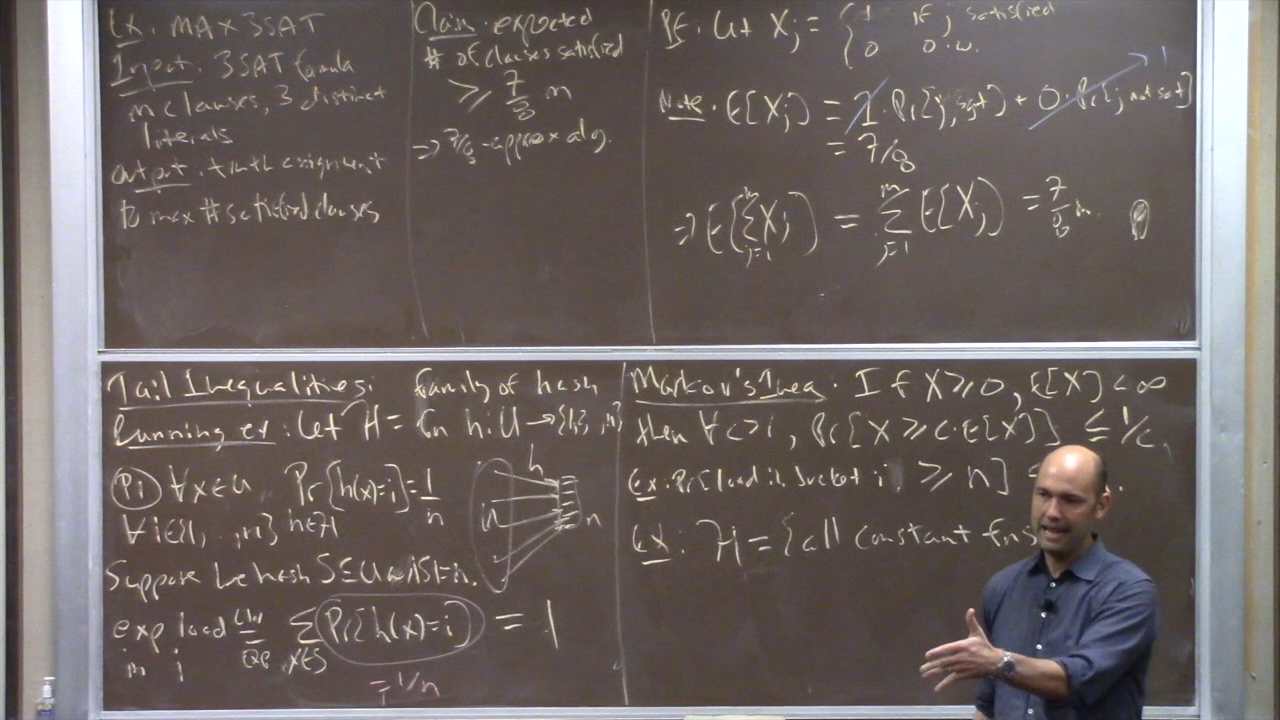 Ex. MAX 3SAT
Input. 3SAT formula
m clauses, 3 distinct
literals
output. truth assignment
to max # satisfied clauses
Claim. expected
# of clauses satisfied
≥ 7/8 m
⇒ 7/8-approx alg.
Pf. Let Xj = { 1 if j satisfied
0 o.w.
Note. E[Xj] = 1·Pr[j sat] + 0·Pr[j not sat]
= 7/8
⇒ E[∑_{j=1}^m Xj] = ∑_{j=1}^m E[Xj] = 7/8 m.
Tail Inequalities:
Running ex: Let H = family of hash
fn h: U → {1,2,..,n}
(P1) ∀x∈U Pr_{h∈H}[h(x)=i] = 1/n
∀i∈{1,..,n}
h
U
n
Suppose we hash S⊆U w/ |S|=n.
exp load in i = ∑_{x∈S} Pr[h(x)=i] = 1
= 1/n
Markov's Ineq. If X≥0, E[X]<∞
then ∀c>1, Pr[X ≥ c·E[X]] ≤ 1/c.
Ex. Pr[load in bucket i ≥ n] ≤
Ex: H = {all constant fns